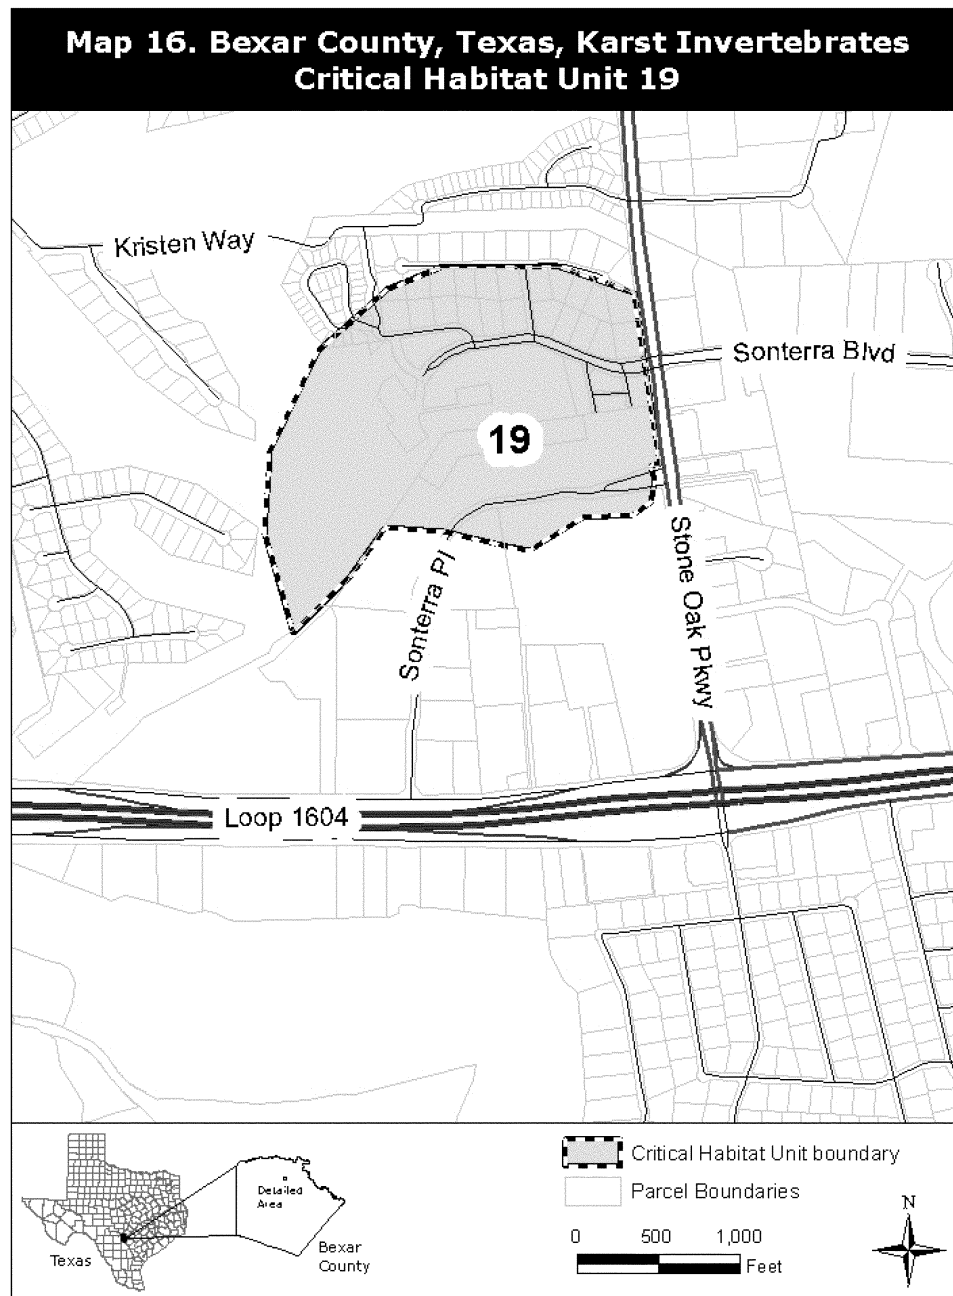 Map 16. Bexar County, Texas, Karst Invertebrates
Critical Habitat Unit 19
Kristen Way
Sonterra Blvd
19
Sonterra Pl
Stone Oak Pkwy
Loop 1604
Critical Habitat Unit boundary
Parcel Boundaries
0 500 1,000
Feet
N
Detailed
Area
Texas
Bexar
County